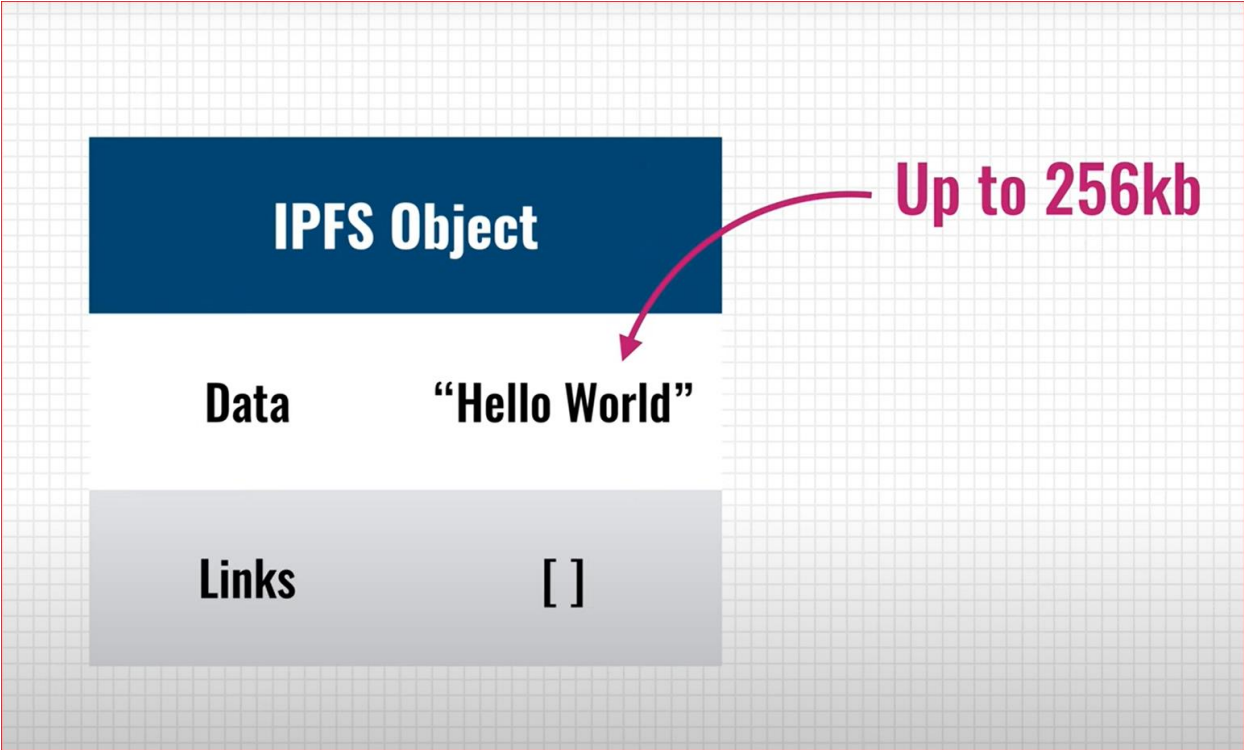 IPFS Object
Up to 256kb
Data “Hello World”
Links [ ]